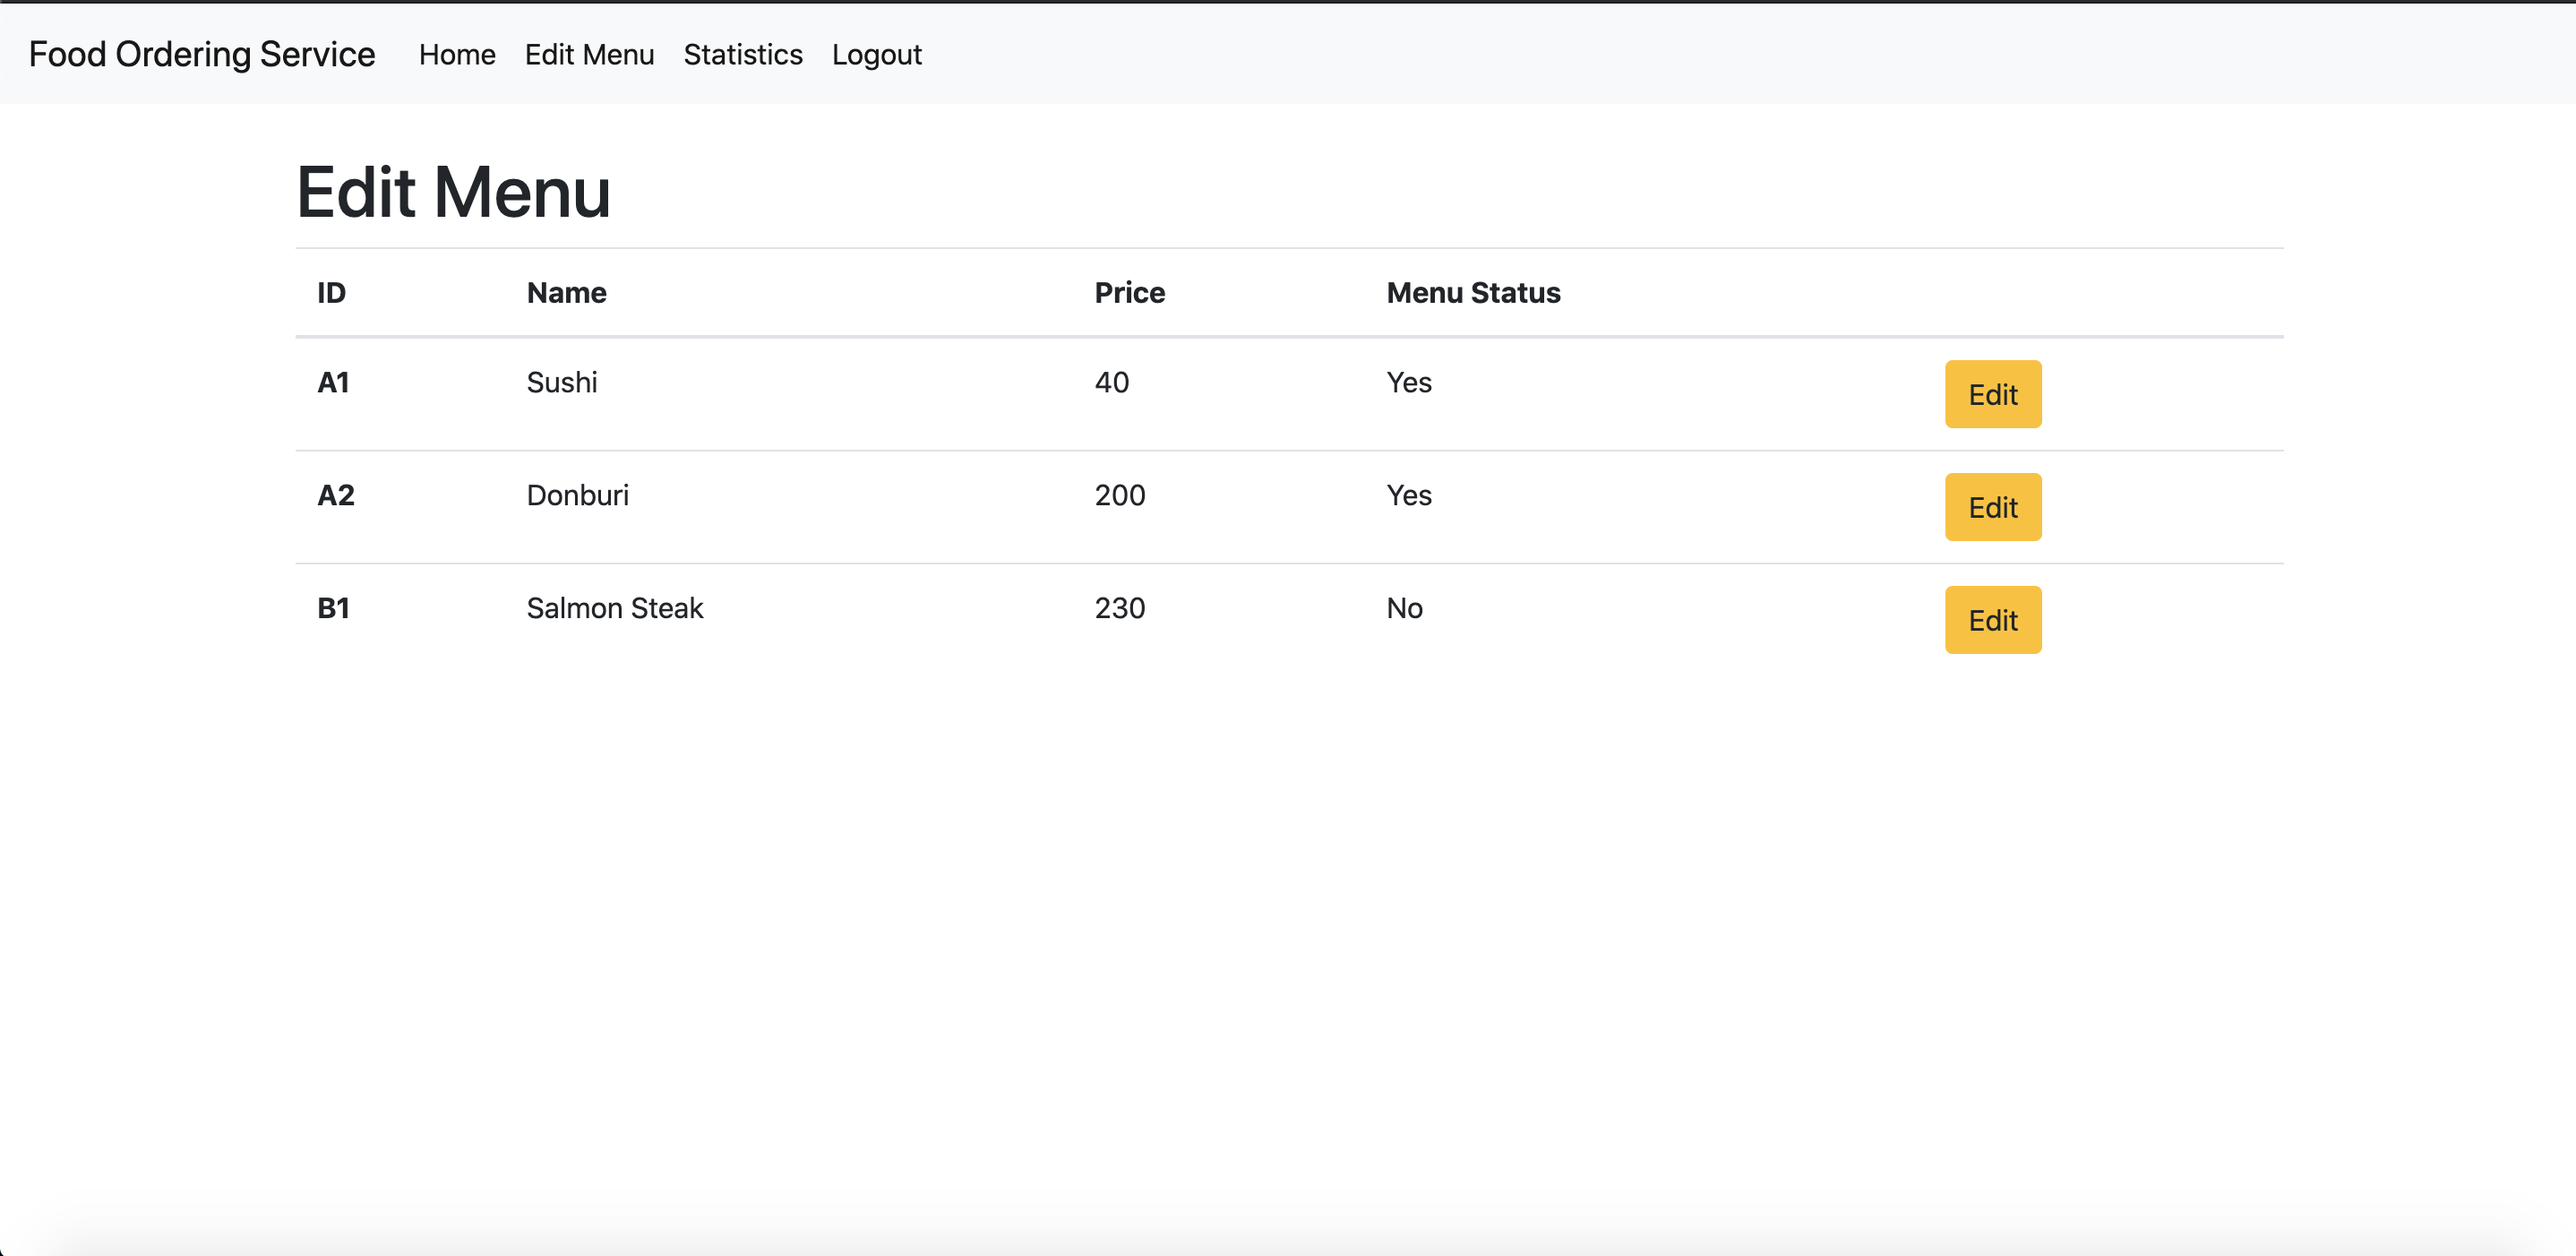 Food Ordering Service Home Edit Menu Statistics Logout
Edit Menu
ID Name Price Menu Status
A1 Sushi 40 Yes Edit
A2 Donburi 200 Yes Edit
B1 Salmon Steak 230 No Edit